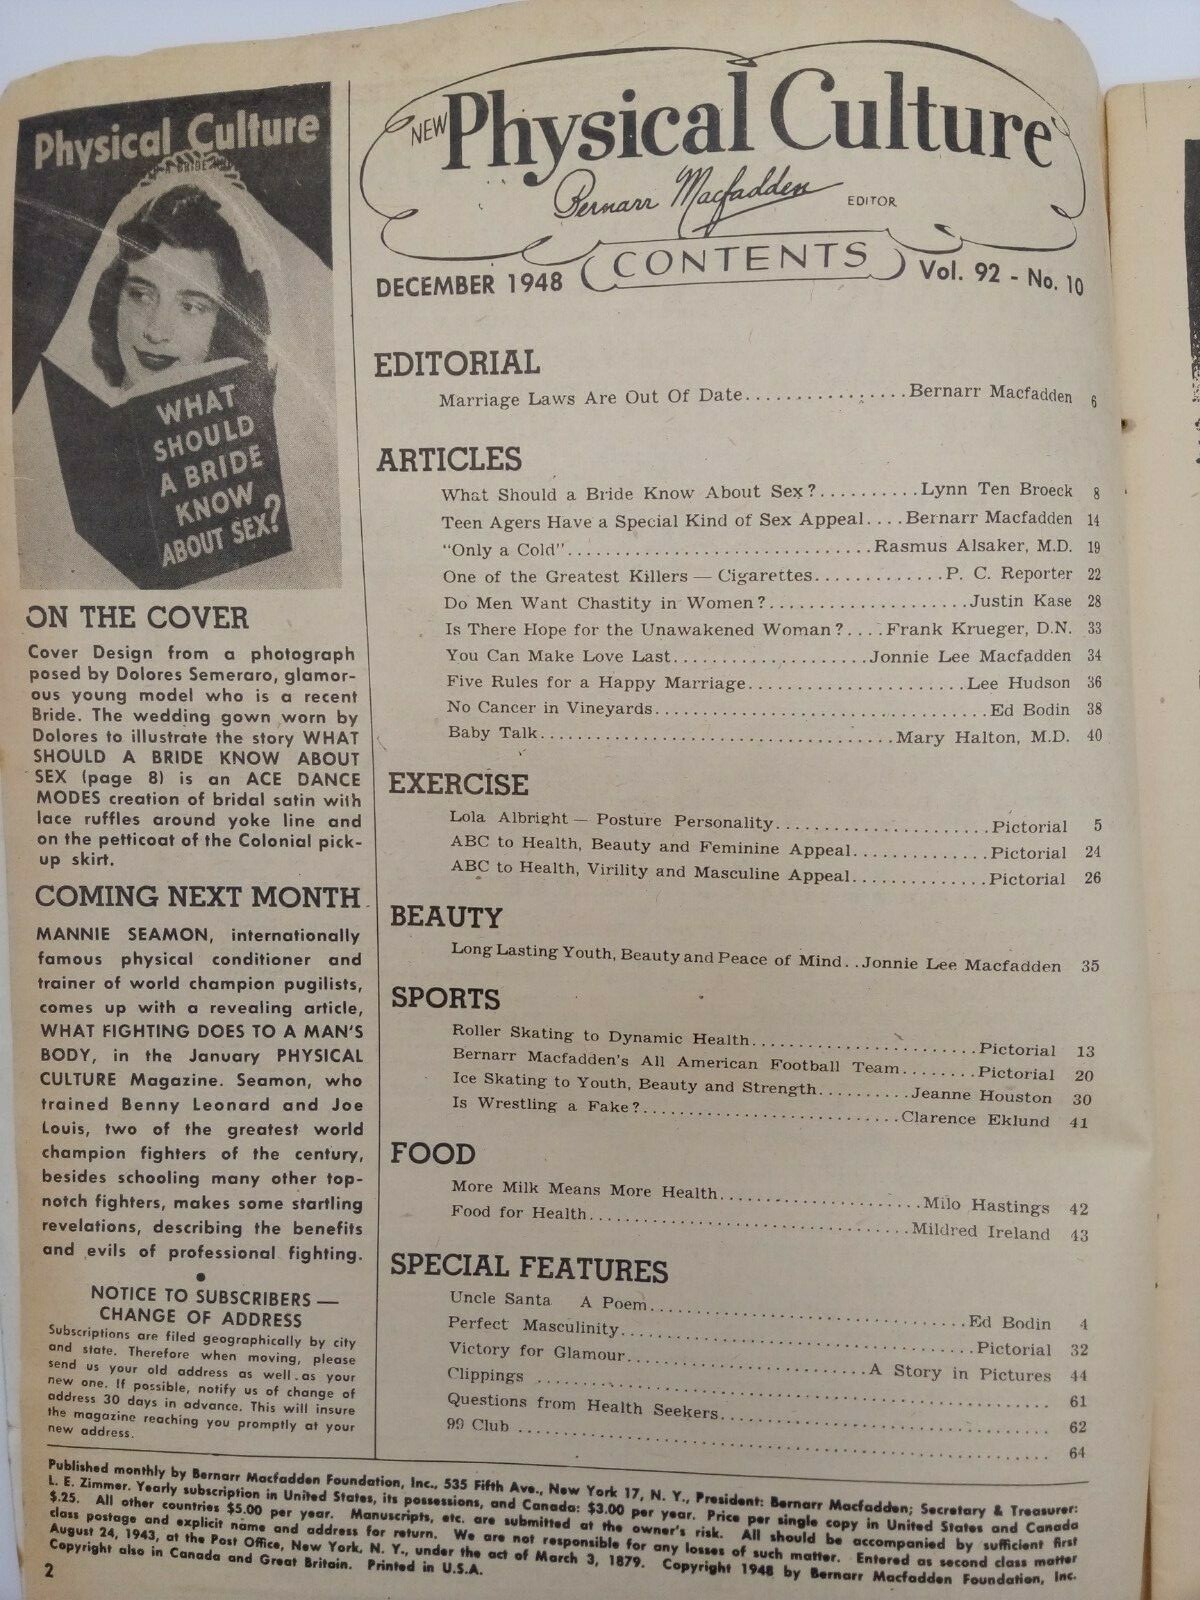 Physical Culture
A BRIDE
WHAT
SHOULD
A BRIDE
KNOW
ABOUT SEX?
ON THE COVER
Cover Design from a photograph
posed by Dolores Semeraro, glamor-
ous young model who is a recent
Bride. The wedding gown worn by
Dolores to illustrate the story WHAT
SHOULD A BRIDE KNOW ABOUT
SEX (page 8) is an ACE DANCE
MODES creation of bridal satin with
lace ruffles around yoke line and
on the petticoat of the Colonial pick-
up skirt.
COMING NEXT MONTH
MANNIE SEAMON, internationally
famous physical conditioner and
trainer of world champion pugilists,
comes up with a revealing article,
WHAT FIGHTING DOES TO A MAN'S
BODY, in the January PHYSICAL
CULTURE Magazine. Seamon, who
trained Benny Leonard and Joe
Louis, two of the greatest world
champion fighters of the century,
besides schooling many other top-
notch fighters, makes some startling
revelations, describing the benefits
and evils of professional fighting.
NOTICE TO SUBSCRIBERS —
CHANGE OF ADDRESS
Subscriptions are filed geographically by city
and state. Therefore when moving, please
send us your old address as well as your
new one. If possible, notify us of change of
address 30 days in advance. This will insure
the magazine reaching you promptly at your
new address.
NEW Physical Culture
Bernarr Macfadden EDITOR
CONTENTS
DECEMBER 1948 Vol. 92 - No. 10
EDITORIAL
Marriage Laws Are Out Of Date.................Bernarr Macfadden 6
ARTICLES
What Should a Bride Know About Sex?..........Lynn Ten Broeck 8
Teen Agers Have a Special Kind of Sex Appeal....Bernarr Macfadden 14
"Only a Cold"..............................Rasmus Alsaker, M.D. 19
One of the Greatest Killers — Cigarettes.............P. C. Reporter 22
Do Men Want Chastity in Women?....................Justin Kase 28
Is There Hope for the Unawakened Woman?....Frank Krueger, D.N. 33
You Can Make Love Last...................Jonnie Lee Macfadden 34
Five Rules for a Happy Marriage......................Lee Hudson 36
No Cancer in Vineyards..................................Ed Bodin 38
Baby Talk...................................Mary Halton, M.D. 40
EXERCISE
Lola Albright — Posture Personality......................Pictorial 5
ABC to Health, Beauty and Feminine Appeal..............Pictorial 24
ABC to Health, Virility and Masculine Appeal..............Pictorial 26
BEAUTY
Long Lasting Youth, Beauty and Peace of Mind..Jonnie Lee Macfadden 35
SPORTS
Roller Skating to Dynamic Health.......................Pictorial 13
Bernarr Macfadden's All American Football Team........Pictorial 20
Ice Skating to Youth, Beauty and Strength..........Jeanne Houston 30
Is Wrestling a Fake?..........................Clarence Eklund 41
FOOD
More Milk Means More Health....................Milo Hastings 42
Food for Health................................Mildred Ireland 43
SPECIAL FEATURES
Uncle Santa A Poem................................Ed Bodin 4
Perfect Masculinity....................................Pictorial 32
Victory for Glamour........................A Story in Pictures 44
Clippings .................................................... 61
Questions from Health Seekers................................. 62
99 Club ...................................................... 64
Published monthly by Bernarr Macfadden Foundation, Inc., 535 Fifth Ave., New York 17, N. Y., President: Bernarr Macfadden; Secretary & Treasurer:
L. E. Zimmer. Yearly subscription in United States, its possessions, and Canada: $3.00 per year. Price per single copy in United States and Canada
$.25. All other countries $5.00 per year. Manuscripts, etc. are submitted at the owner's risk. All should be accompanied by sufficient first
class postage and explicit name and address for return. We are not responsible for any losses of such matter. Entered as second class matter
August 24, 1943, at the Post Office, New York, N. Y., under the act of March 3, 1879. Copyright 1948 by Bernarr Macfadden Foundation, Inc.
Copyright also in Canada and Great Britain. Printed in U.S.A.
2